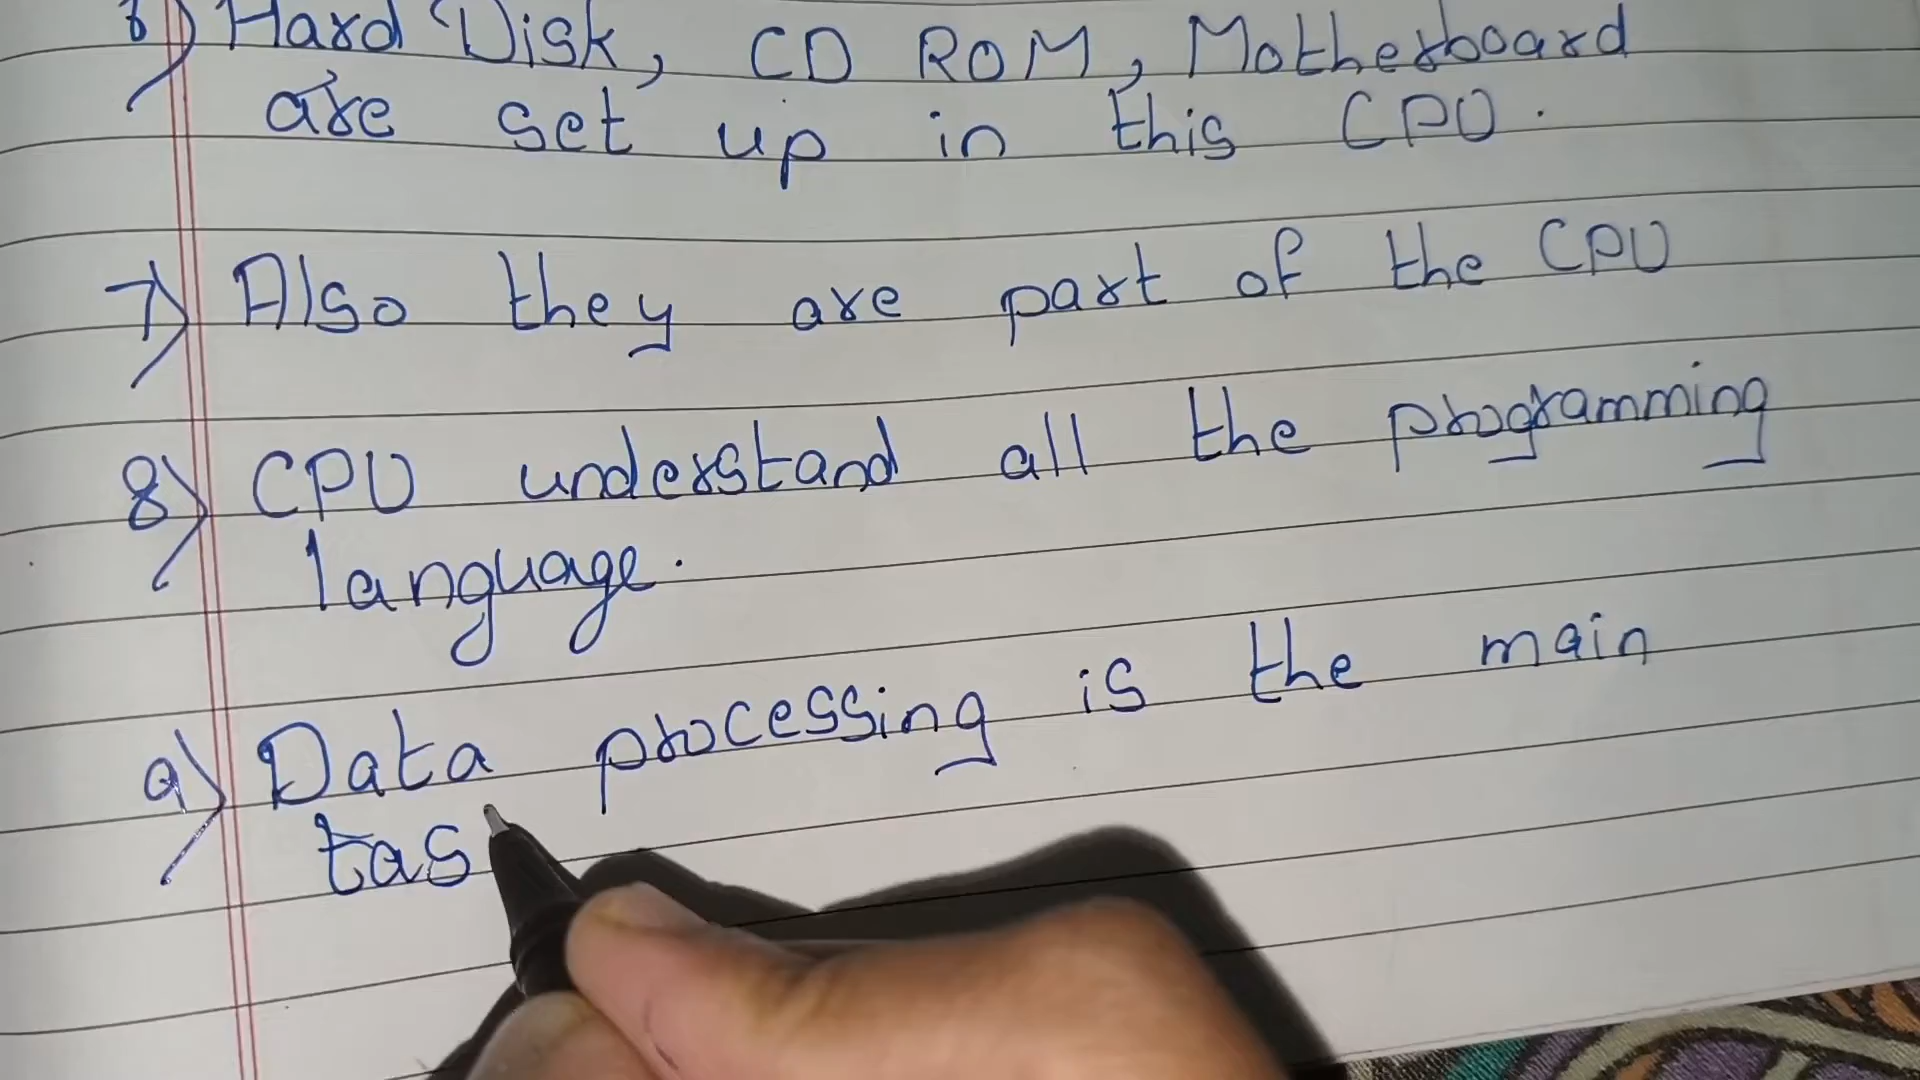 6) Hard Disk, CD ROM, Motherboard
are set up in this CPU.
7) Also they are part of the CPU
8) CPU understand all the programming
language.
9) Data processing is the main
tas